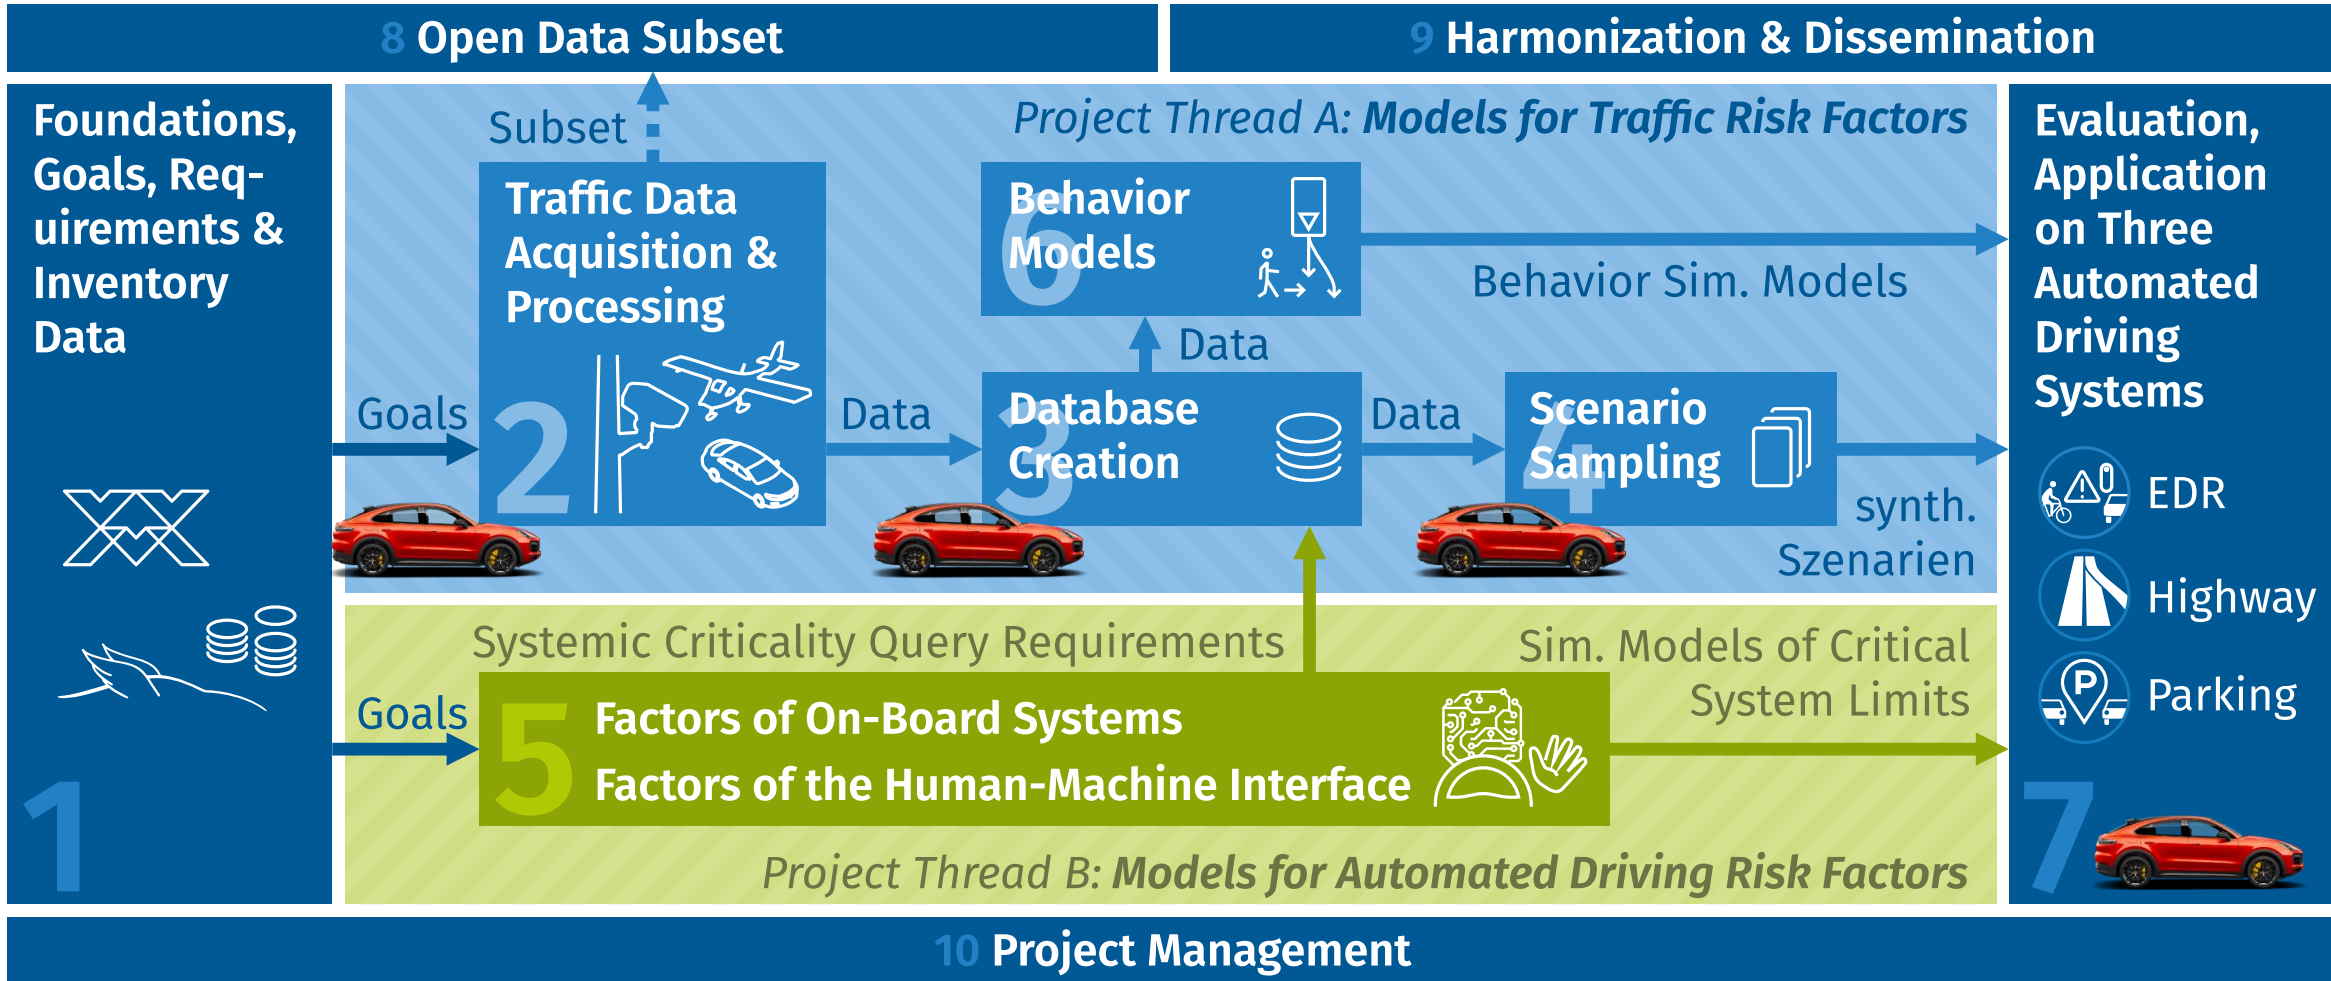 8 Open Data Subset
9 Harmonization & Dissemination
Foundations,
Goals, Req-
uirements &
Inventory
Data
1
Project Thread A: Models for Traffic Risk Factors
Subset
Traffic Data
Acquisition &
Processing
2
Goals
Data
Behavior
Models
6
Behavior Sim. Models
Data
Database
Creation
3
Data
Scenario
Sampling
4
synth.
Szenarien
Systemic Criticality Query Requirements
Sim. Models of Critical
System Limits
Goals
5
Factors of On-Board Systems
Factors of the Human-Machine Interface
Project Thread B: Models for Automated Driving Risk Factors
Evaluation,
Application
on Three
Automated
Driving
Systems
EDR
Highway
P
Parking
7
10 Project Management